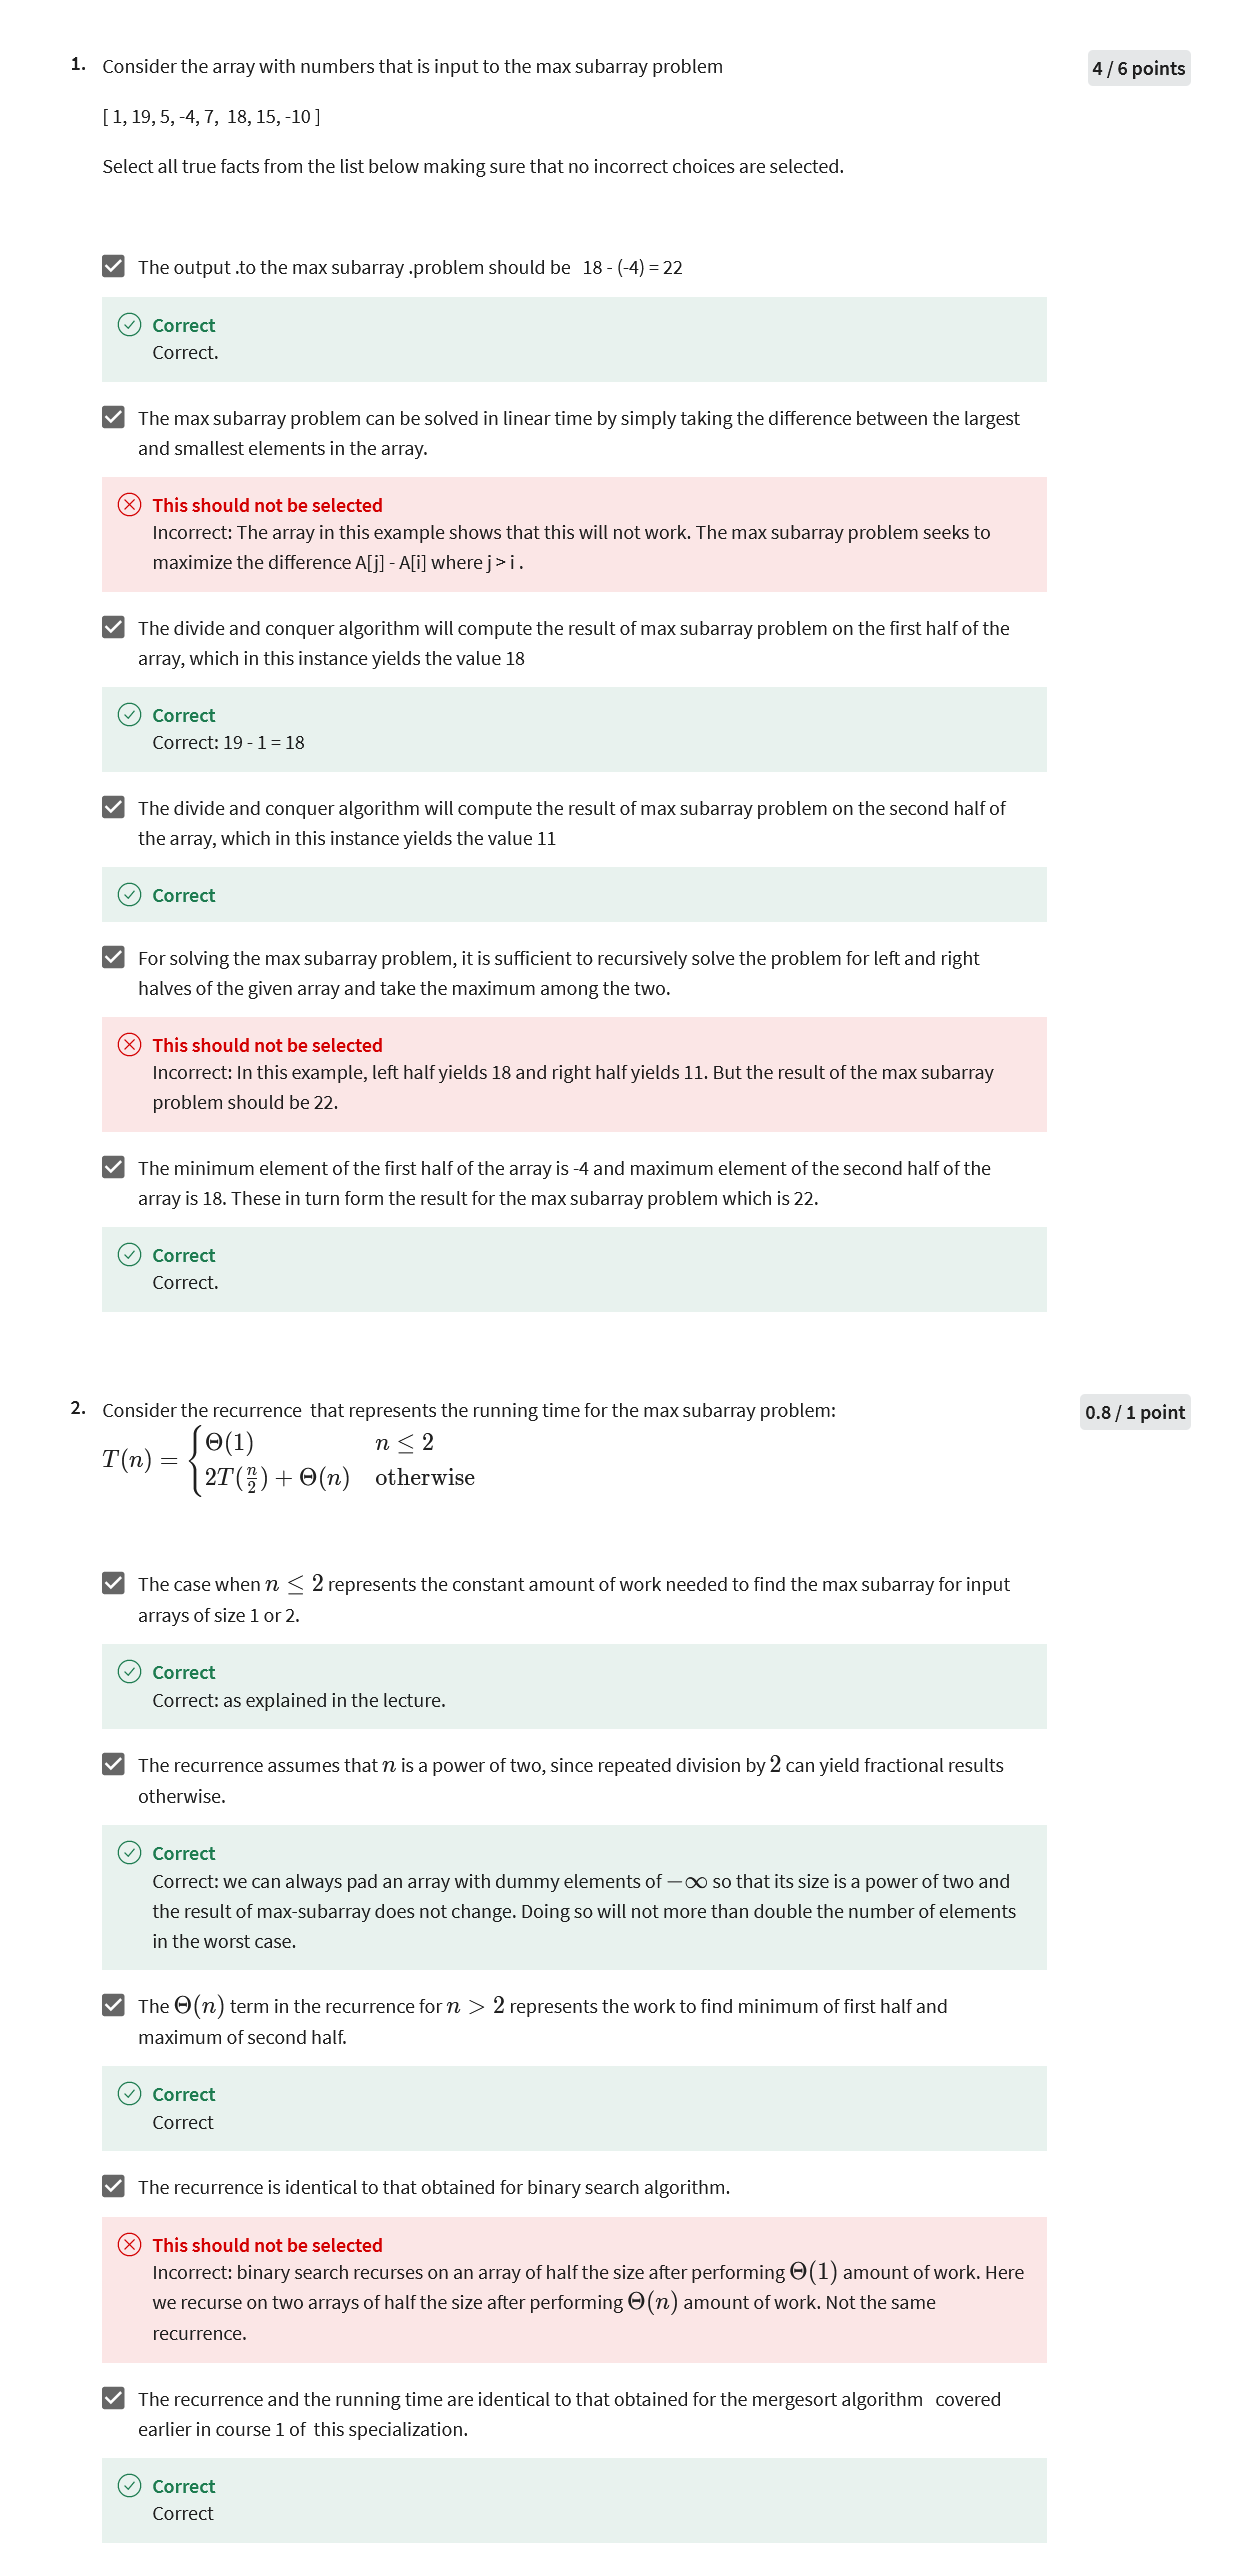 1. Consider the array with numbers that is input to the max subarray problem
4 / 6 points
[ 1, 19, 5, -4, 7, 18, 15, -10 ]
Select all true facts from the list below making sure that no incorrect choices are selected.
The output .to the max subarray .problem should be 18 - (-4) = 22
Correct
Correct.
The max subarray problem can be solved in linear time by simply taking the difference between the largest
and smallest elements in the array.
This should not be selected
Incorrect: The array in this example shows that this will not work. The max subarray problem seeks to
maximize the difference A[j] - A[i] where j > i .
The divide and conquer algorithm will compute the result of max subarray problem on the first half of the
array, which in this instance yields the value 18
Correct
Correct: 19 - 1 = 18
The divide and conquer algorithm will compute the result of max subarray problem on the second half of
the array, which in this instance yields the value 11
Correct
For solving the max subarray problem, it is sufficient to recursively solve the problem for left and right
halves of the given array and take the maximum among the two.
This should not be selected
Incorrect: In this example, left half yields 18 and right half yields 11. But the result of the max subarray
problem should be 22.
The minimum element of the first half of the array is -4 and maximum element of the second half of the
array is 18. These in turn form the result for the max subarray problem which is 22.
Correct
Correct.
2. Consider the recurrence that represents the running time for the max subarray problem:
0.8 / 1 point
T(n) = { Θ(1) n ≤ 2
2T(n/2) + Θ(n) otherwise
The case when n ≤ 2 represents the constant amount of work needed to find the max subarray for input
arrays of size 1 or 2.
Correct
Correct: as explained in the lecture.
The recurrence assumes that n is a power of two, since repeated division by 2 can yield fractional results
otherwise.
Correct
Correct: we can always pad an array with dummy elements of −∞ so that its size is a power of two and
the result of max-subarray does not change. Doing so will not more than double the number of elements
in the worst case.
The Θ(n) term in the recurrence for n > 2 represents the work to find minimum of first half and
maximum of second half.
Correct
Correct
The recurrence is identical to that obtained for binary search algorithm.
This should not be selected
Incorrect: binary search recurses on an array of half the size after performing Θ(1) amount of work. Here
we recurse on two arrays of half the size after performing Θ(n) amount of work. Not the same
recurrence.
The recurrence and the running time are identical to that obtained for the mergesort algorithm covered
earlier in course 1 of this specialization.
Correct
Correct